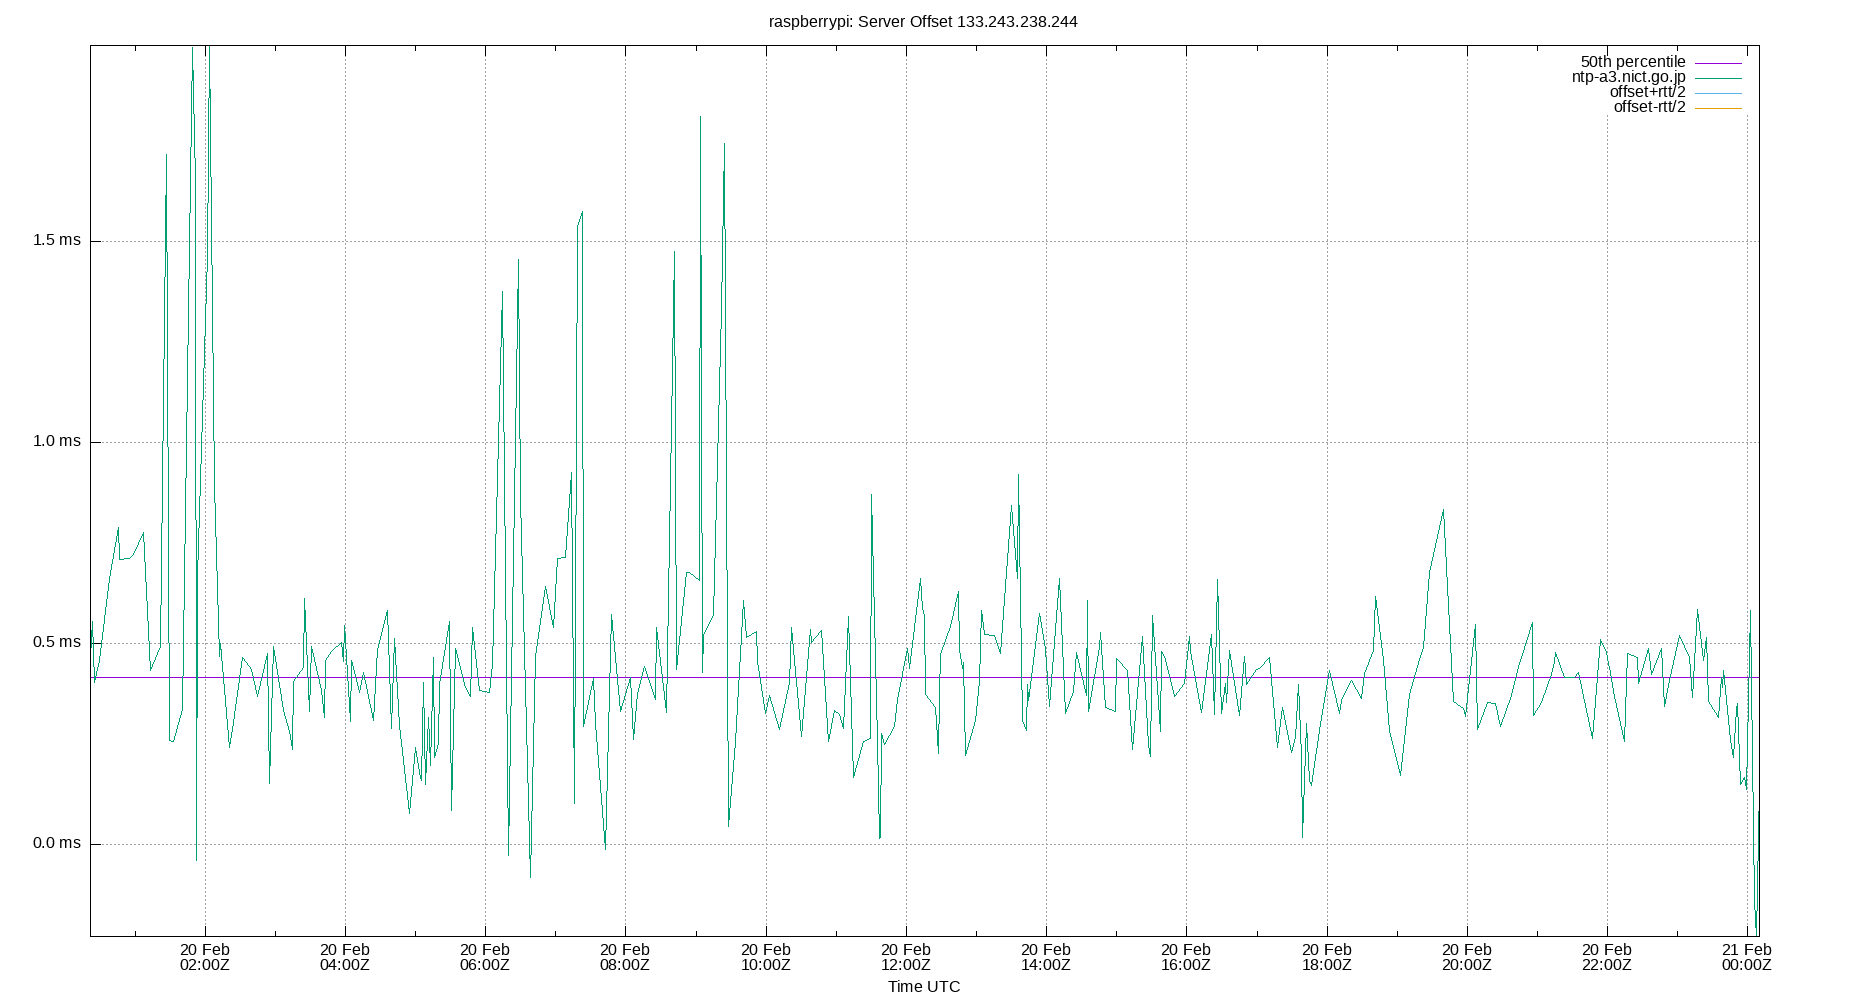 raspberrypi: Server Offset 133.243.238.244
50th percentile
ntp-a3.nict.go.jp
offset+rtt/2
offset-rtt/2
1.5 ms
1.0 ms
0.5 ms
0.0 ms
20 Feb 20 Feb 20 Feb 20 Feb 20 Feb 20 Feb 20 Feb 20 Feb 20 Feb 20 Feb 20 Feb 21 Feb
02:00Z 04:00Z 06:00Z 08:00Z 10:00Z 12:00Z 14:00Z 16:00Z 18:00Z 20:00Z 22:00Z 00:00Z
Time UTC